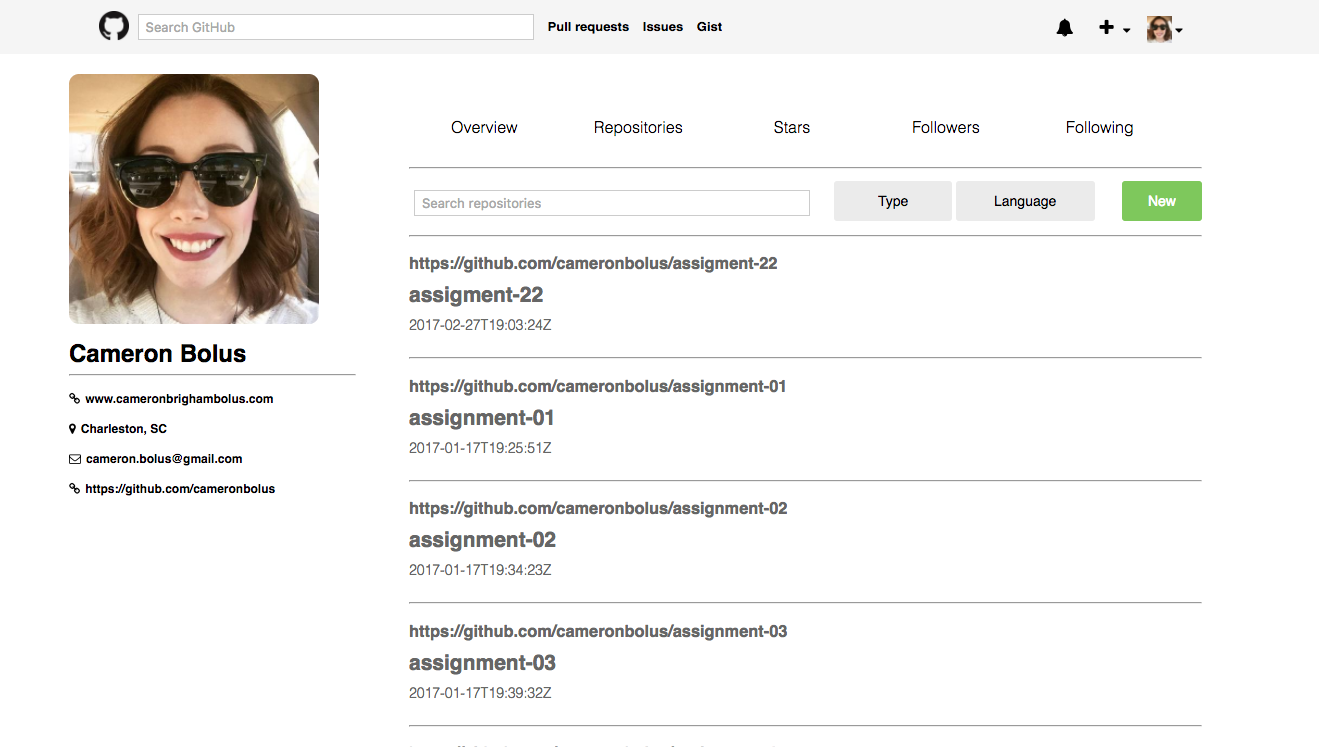 Search GitHub Pull requests Issues Gist
Overview Repositories Stars Followers Following
Search repositories Type Language New
Cameron Bolus
www.cameronbrighambolus.com
Charleston, SC
cameron.bolus@gmail.com
https://github.com/cameronbolus
https://github.com/cameronbolus/assigment-22
assigment-22
2017-02-27T19:03:24Z
https://github.com/cameronbolus/assignment-01
assignment-01
2017-01-17T19:25:51Z
https://github.com/cameronbolus/assignment-02
assignment-02
2017-01-17T19:34:23Z
https://github.com/cameronbolus/assignment-03
assignment-03
2017-01-17T19:39:32Z